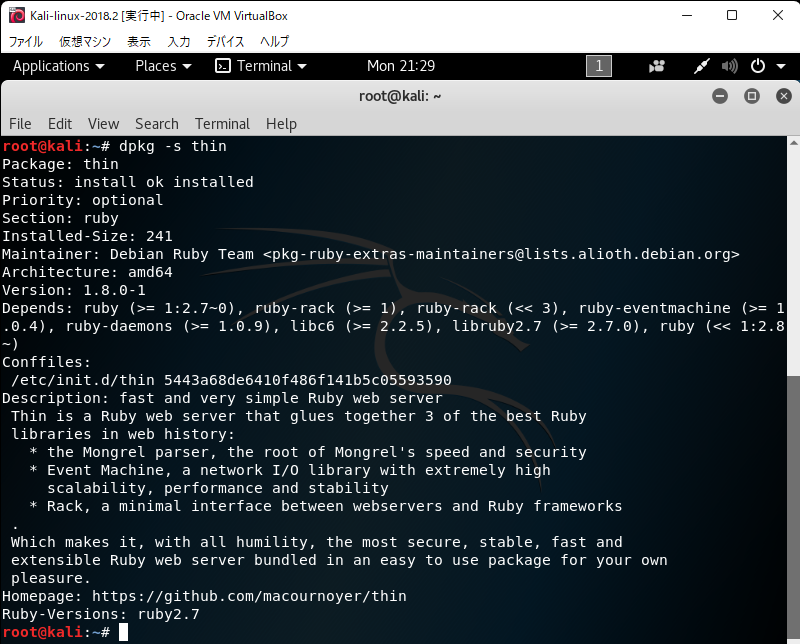 Kali-linux-2018.2 [実行中] - Oracle VM VirtualBox
ファイル 仮想マシン 表示 入力 デバイス ヘルプ
Applications Places Terminal Mon 21:29 1
root@kali: ~
File Edit View Search Terminal Help
root@kali:~# dpkg -s thin
Package: thin
Status: install ok installed
Priority: optional
Section: ruby
Installed-Size: 241
Maintainer: Debian Ruby Team <pkg-ruby-extras-maintainers@lists.alioth.debian.org>
Architecture: amd64
Version: 1.8.0-1
Depends: ruby (>= 1:2.7~0), ruby-rack (>= 1), ruby-rack (<< 3), ruby-eventmachine (>= 1
.0.4), ruby-daemons (>= 1.0.9), libc6 (>= 2.2.5), libruby2.7 (>= 2.7.0), ruby (<< 1:2.8
~)
Conffiles:
 /etc/init.d/thin 5443a68de6410f486f141b5c05593590
Description: fast and very simple Ruby web server
 Thin is a Ruby web server that glues together 3 of the best Ruby
 libraries in web history:
   * the Mongrel parser, the root of Mongrel's speed and security
   * Event Machine, a network I/O library with extremely high
     scalability, performance and stability
   * Rack, a minimal interface between webservers and Ruby frameworks
 .
 Which makes it, with all humility, the most secure, stable, fast and
 extensible Ruby web server bundled in an easy to use package for your own
 pleasure.
Homepage: https://github.com/macournoyer/thin
Ruby-Versions: ruby2.7
root@kali:~#